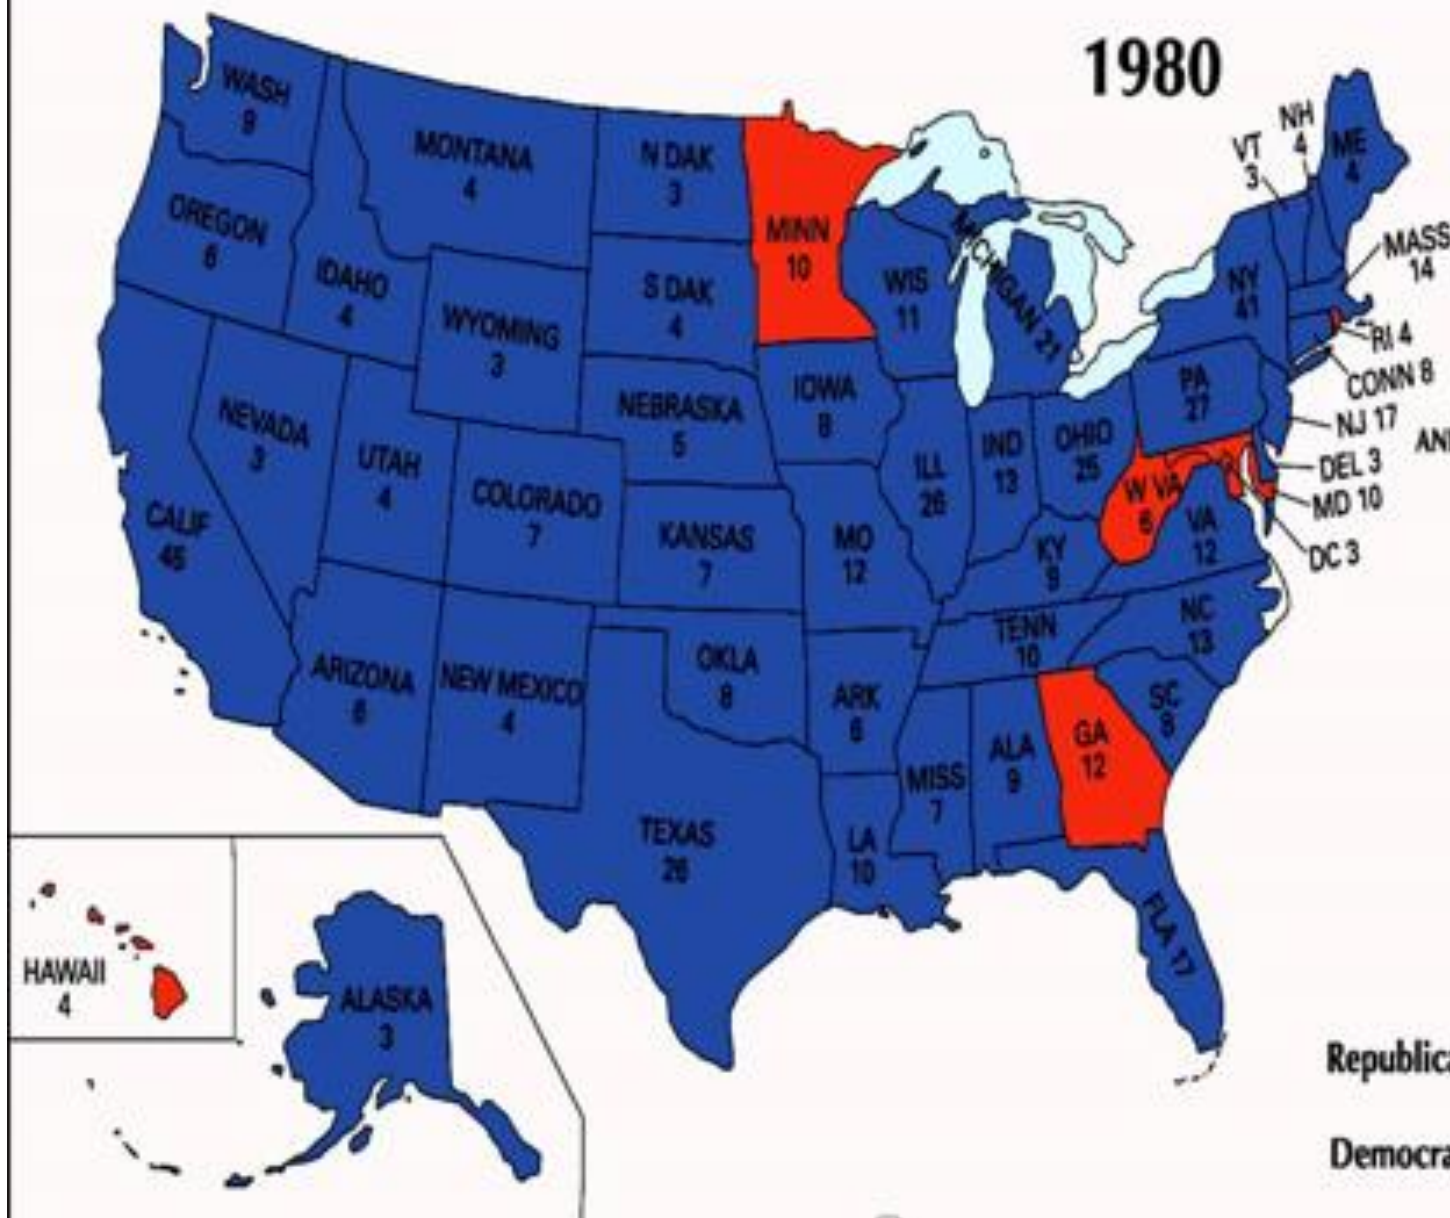 1980
WASH
9
MONTANA
4
N DAK
3
MINN
10
VT
3
NH
4
ME
4
OREGON
6
IDAHO
4
WYOMING
3
S DAK
4
WIS
11
MICHIGAN 21
NY
41
MASS
14
RI 4
CONN 8
NJ 17
DEL 3
MD 10
DC 3
NEVADA
3
UTAH
4
COLORADO
7
NEBRASKA
5
IOWA
8
ILL
26
IND
13
OHIO
25
PA
27
W VA
6
VA
12
CALIF
45
KANSAS
7
MO
12
KY
9
ARIZONA
6
NEW MEXICO
4
OKLA
8
ARK
6
TENN
10
NC
13
SC
8
TEXAS
26
LA
10
MISS
7
ALA
9
GA
12
FLA 17
HAWAII
4
ALASKA
3
Republica
Democra